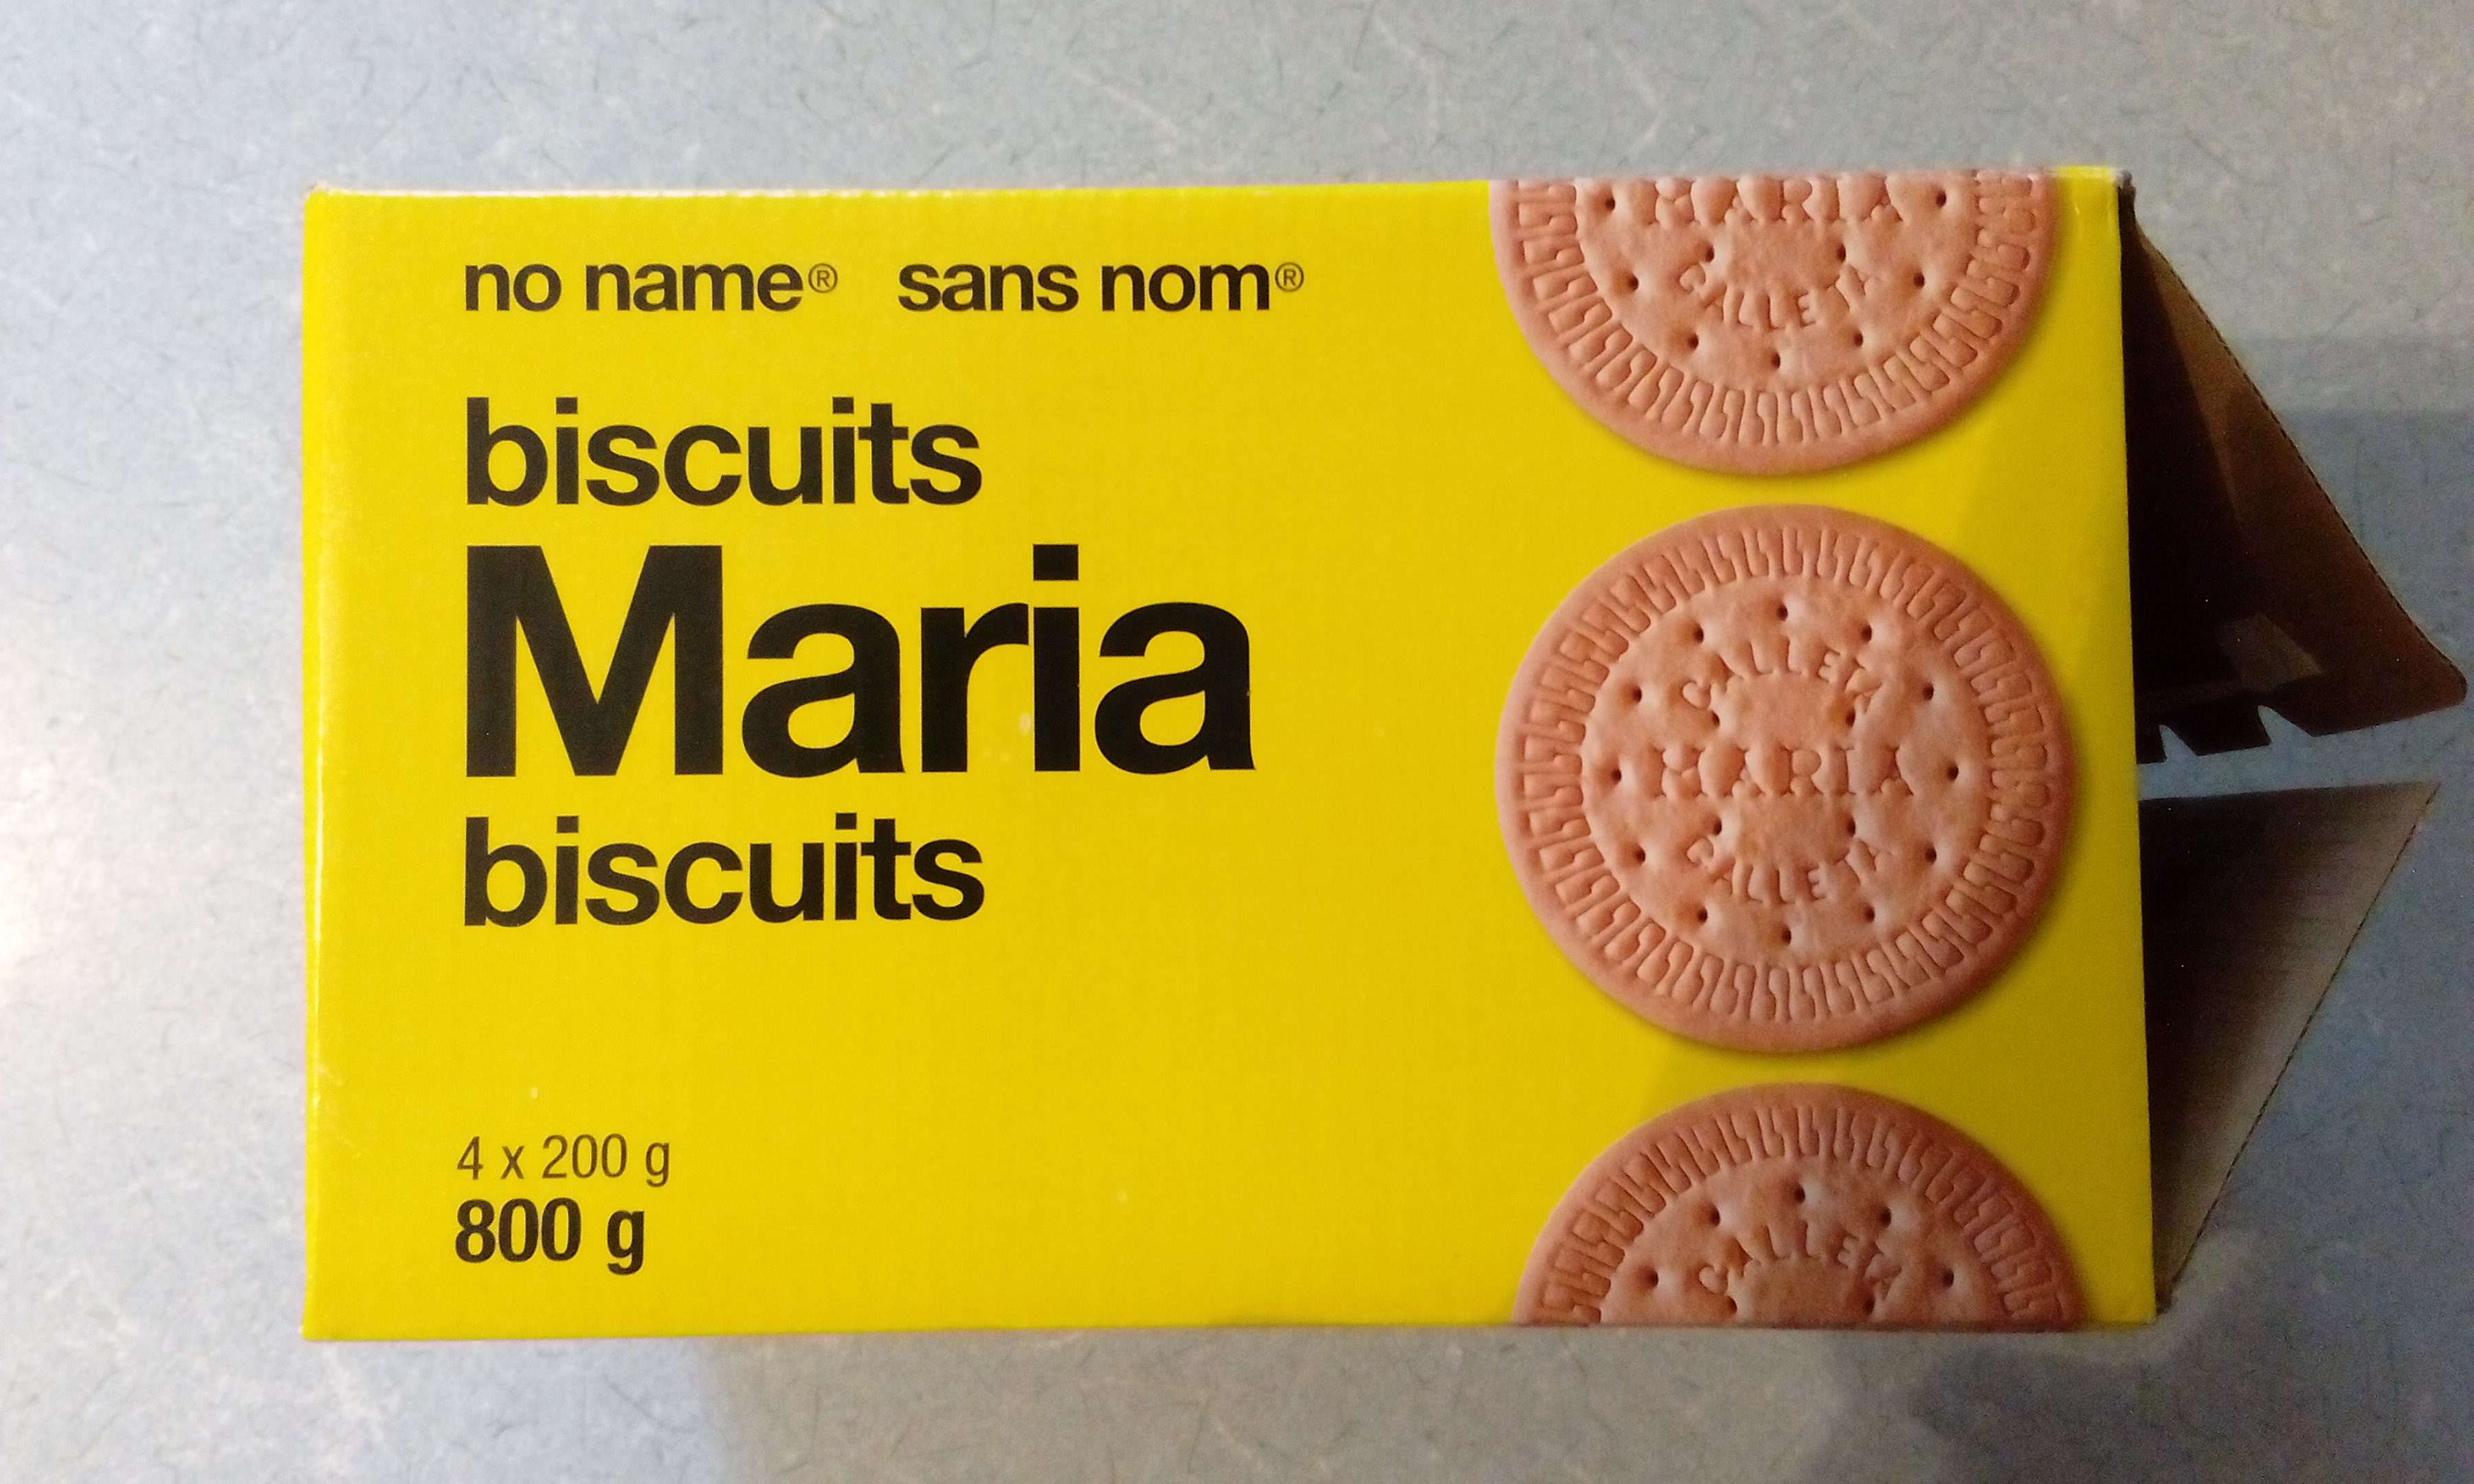 no name® sans nom®
biscuits
Maria
biscuits
4 x 200 g
800 g
MARIA
GALLETA
GALLETA
MARIA
GALLETA
GALLETA